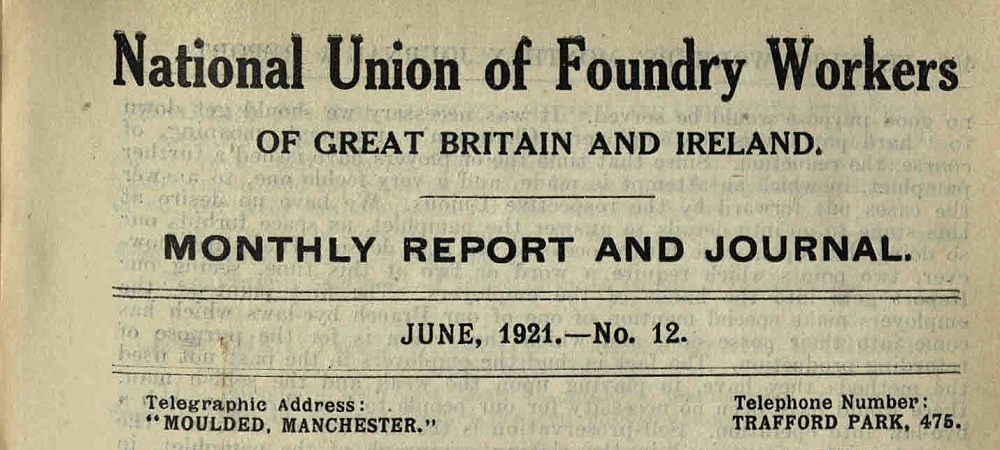 National Union of Foundry Workers
OF GREAT BRITAIN AND IRELAND.
MONTHLY REPORT AND JOURNAL.
JUNE, 1921.—No. 12.
Telegraphic Address:
"MOULDED, MANCHESTER."
Telephone Number:
TRAFFORD PARK, 475.